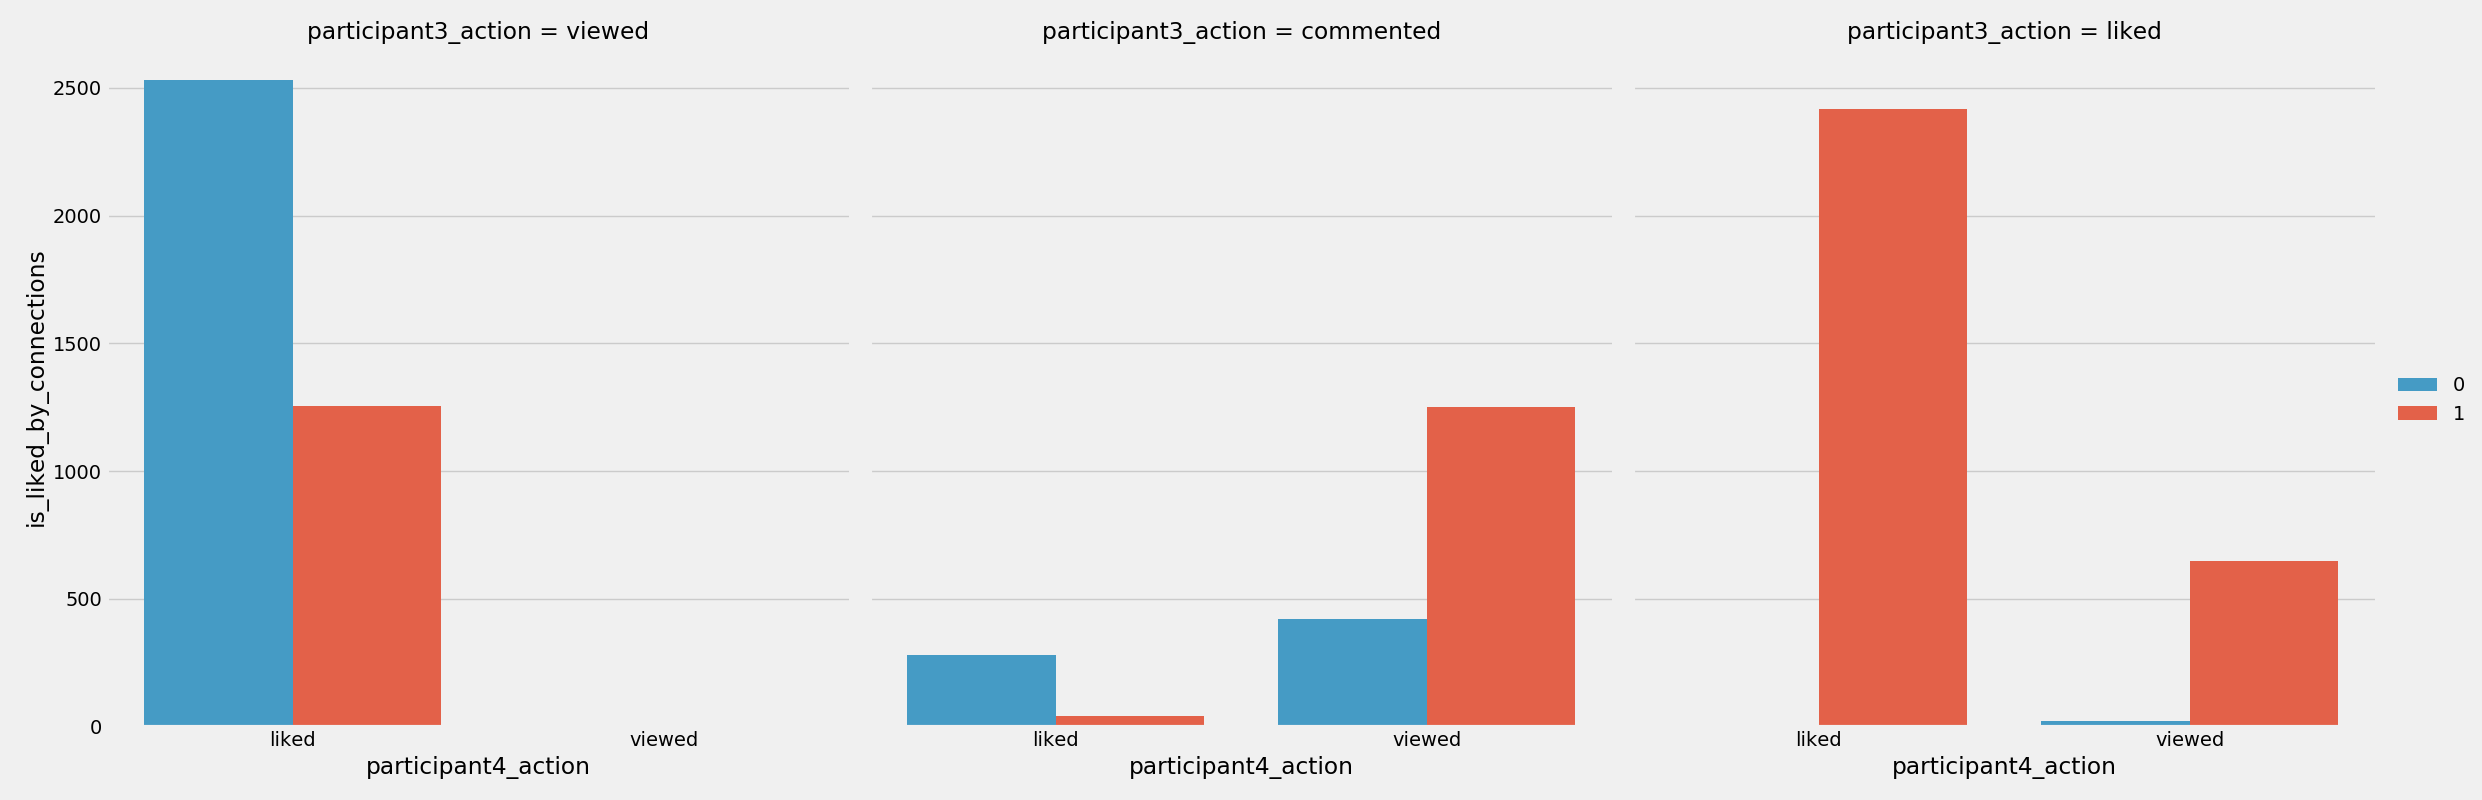 participant3_action = viewed
participant3_action = commented
participant3_action = liked
is_liked_by_connections
2500
2000
1500
1000
500
0
liked
viewed
liked
viewed
liked
viewed
participant4_action
participant4_action
participant4_action
0
1